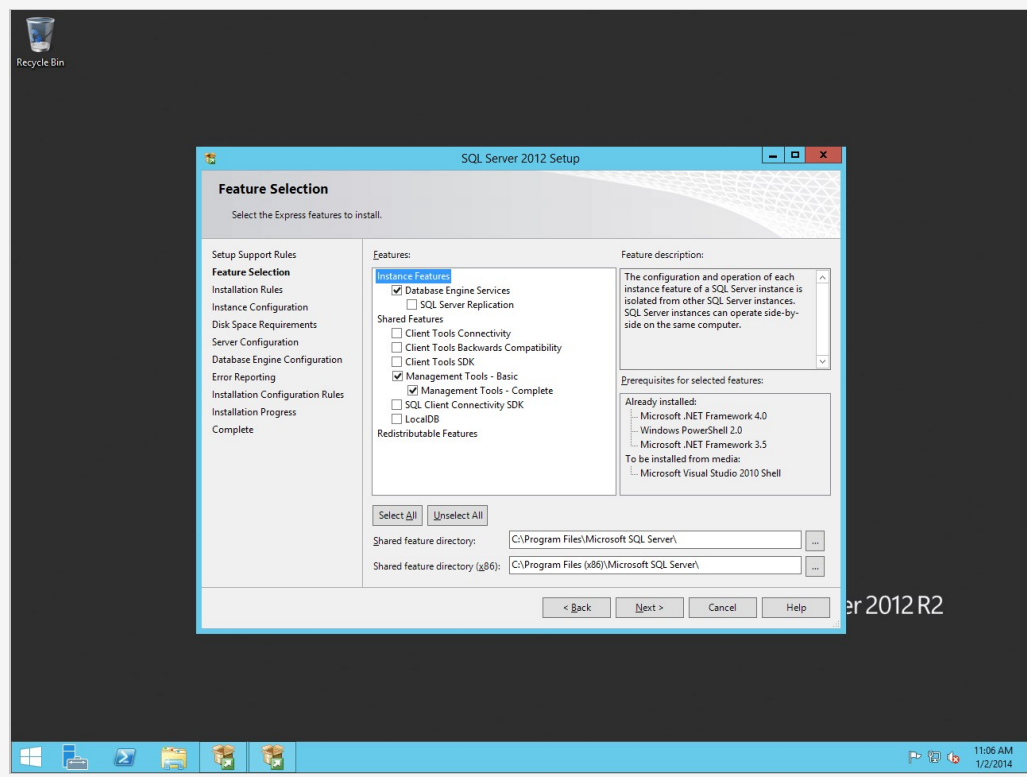 Recycle Bin
SQL Server 2012 Setup
Feature Selection
Select the Express features to install.
Setup Support Rules
Feature Selection
Installation Rules
Instance Configuration
Disk Space Requirements
Server Configuration
Database Engine Configuration
Error Reporting
Installation Configuration Rules
Installation Progress
Complete
Features:
Instance Features
Database Engine Services
SQL Server Replication
Shared Features
Client Tools Connectivity
Client Tools Backwards Compatibility
Client Tools SDK
Management Tools - Basic
Management Tools - Complete
SQL Client Connectivity SDK
LocalDB
Redistributable Features
Feature description:
The configuration and operation of each
instance feature of a SQL Server instance is
isolated from other SQL Server instances.
SQL Server instances can operate side-by-
side on the same computer.
Prerequisites for selected features:
Already installed:
Microsoft .NET Framework 4.0
Windows PowerShell 2.0
Microsoft .NET Framework 3.5
To be installed from media:
Microsoft Visual Studio 2010 Shell
Select All Unselect All
Shared feature directory: C:\Program Files\Microsoft SQL Server\ ...
Shared feature directory (x86): C:\Program Files (x86)\Microsoft SQL Server\ ...
< Back Next > Cancel Help
er 2012 R2
11:06 AM
1/2/2014